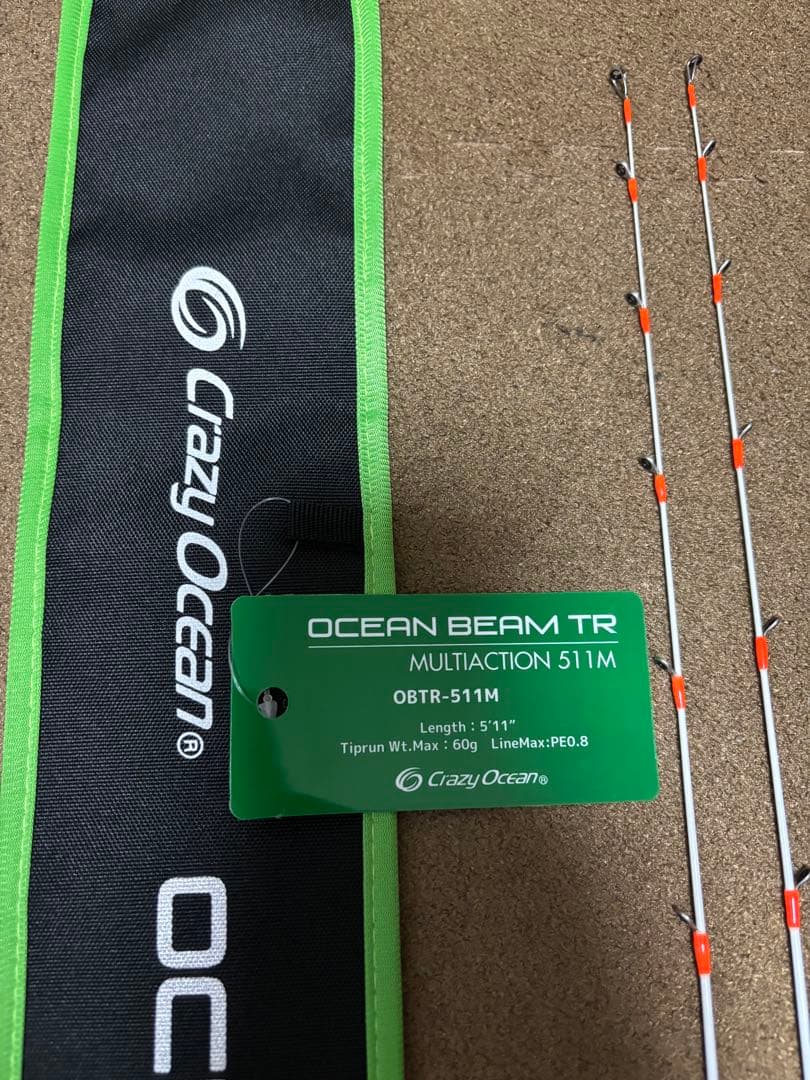 Crazy Ocean®
OC
OCEAN BEAM TR
MULTIACTION 511M
OBTR-511M
Length：5'11"
Tiprun Wt.Max：60g LineMax:PE0.8
Crazy Ocean®